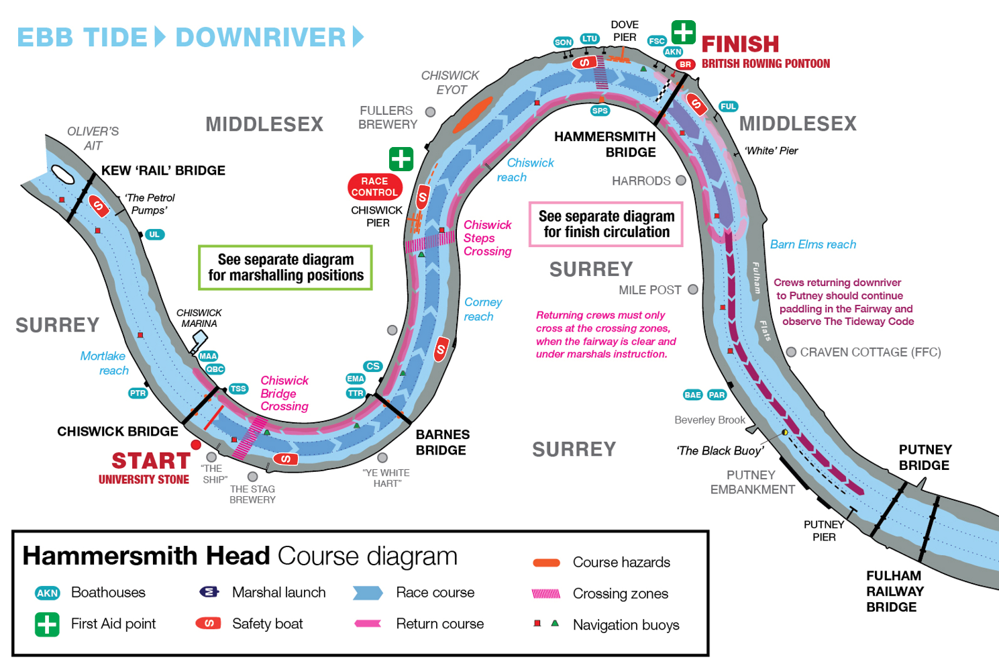 EBB TIDE DOWNRIVER
SON
LTU
DOVE
PIER
FSC
AKN
BR
FINISH
BRITISH ROWING PONTOON
CHISWICK
EYOT
FULLERS
BREWERY
MIDDLESEX
S
SPS
S
FUL
MIDDLESEX
'White' Pier
HAMMERSMITH
BRIDGE
OLIVER'S
AIT
KEW 'RAIL' BRIDGE
'The Petrol
Pumps'
S
UL
RACE
CONTROL
CHISWICK
PIER
S
Chiswick
reach
HARRODS
See separate diagram
for finish circulation
Chiswick
Steps
Crossing
See separate diagram
for marshalling positions
Barn Elms reach
SURREY
MILE POST
Fulham
Flats
Crews returning downriver
to Putney should continue
paddling in the Fairway and
observe The Tideway Code
Corney
reach
Returning crews must only
cross at the crossing zones,
when the fairway is clear and
under marshals instruction.
CRAVEN COTTAGE (FFC)
SURREY
CHISWICK
MARINA
MAA
QBC
Mortlake
reach
PTR
TSS
Chiswick
Bridge
Crossing
CS
EMA
TTR
S
BAE
PAR
Beverley Brook
'The Black Buoy'
CHISWICK BRIDGE
START
UNIVERSITY STONE
"THE
SHIP"
THE STAG
BREWERY
S
"YE WHITE
HART"
BARNES
BRIDGE
SURREY
PUTNEY
EMBANKMENT
PUTNEY
BRIDGE
PUTNEY
PIER
FULHAM
RAILWAY
BRIDGE
Hammersmith Head Course diagram
AKN Boathouses
M Marshal launch
Race course
Course hazards
Crossing zones
First Aid point
S Safety boat
Return course
Navigation buoys